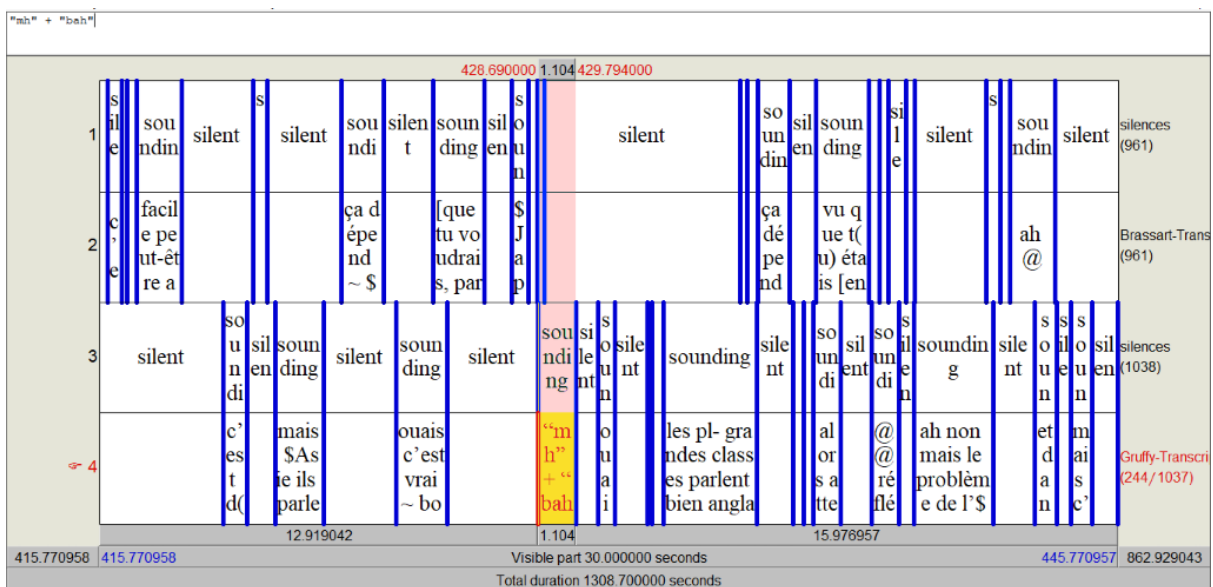 "mh" + "bah"
428.690000 1.104 429.794000
1
s
il
e
sou
ndin
silent
s
silent
sou
ndi
silen
t
soun
ding
sil
en
s
o
u
n
silent
so
un
din
sil
en
soun
ding
si
l
e
silent
s
sou
ndin
silent
silences
(961)
2
c
'
e
facil
e pe
ut-êt
re a
ça d
épe
nd
~ $
[que
tu vo
udrai
s, par
$
J
a
p
ça
dé
pe
nd
vu q
ue t(
u) éta
is [en
ah
@
Brassart-Trans
(961)
3
silent
so
u
n
di
sil
en
soun
ding
silent
soun
ding
silent
sou
ndi
ng
si
le
nt
s
o
u
n
sile
nt
sounding
sile
nt
so
un
di
sil
ent
so
un
di
s
il
e
n
soundin
g
sile
nt
s
o
u
n
s
il
e
s
o
u
n
sil
en
silences
(1038)
4
c'
es
t
d(
mais
$As
ie ils
parle
ouais
c'est
vrai
~ bo
“m
h”
+ “
bah
o
u
a
i
les pl- gra
ndes class
es parlent
bien angla
al
or
s a
tte
@
@
ré
flé
ah non
mais le
problèm
e de l'$
et
d
a
n
m
ai
s
c'
Gruffy-Transcri
(244/1037)
12.919042 1.104 15.976957
415.770958 415.770958 Visible part 30.000000 seconds 445.770957 862.929043
Total duration 1308.700000 seconds